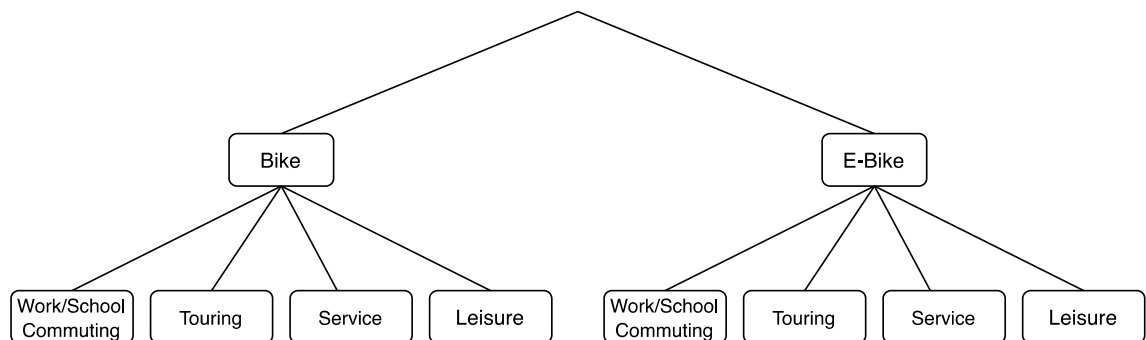 Bike
E-Bike
Work/School
Commuting
Touring
Service
Leisure
Work/School
Commuting
Touring
Service
Leisure